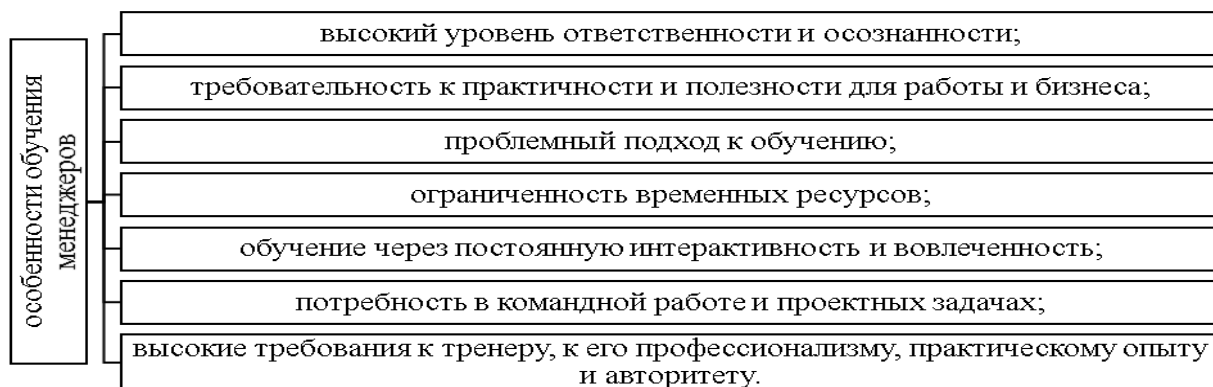 особенности обучения
менеджеров
высокий уровень ответственности и осознанности;
требовательность к практичности и полезности для работы и бизнеса;
проблемный подход к обучению;
ограниченность временных ресурсов;
обучение через постоянную интерактивность и вовлеченность;
потребность в командной работе и проектных задачах;
высокие требования к тренеру, к его профессионализму, практическому опыту
и авторитету.